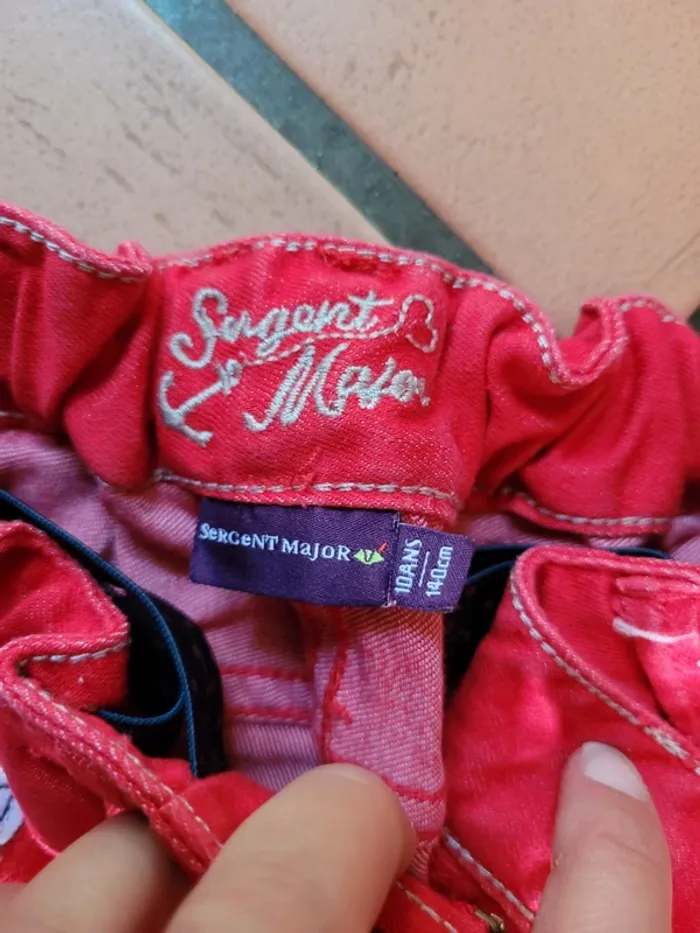 Sergent
Major
SeRGeNT MaJoR
10ANS
140cm